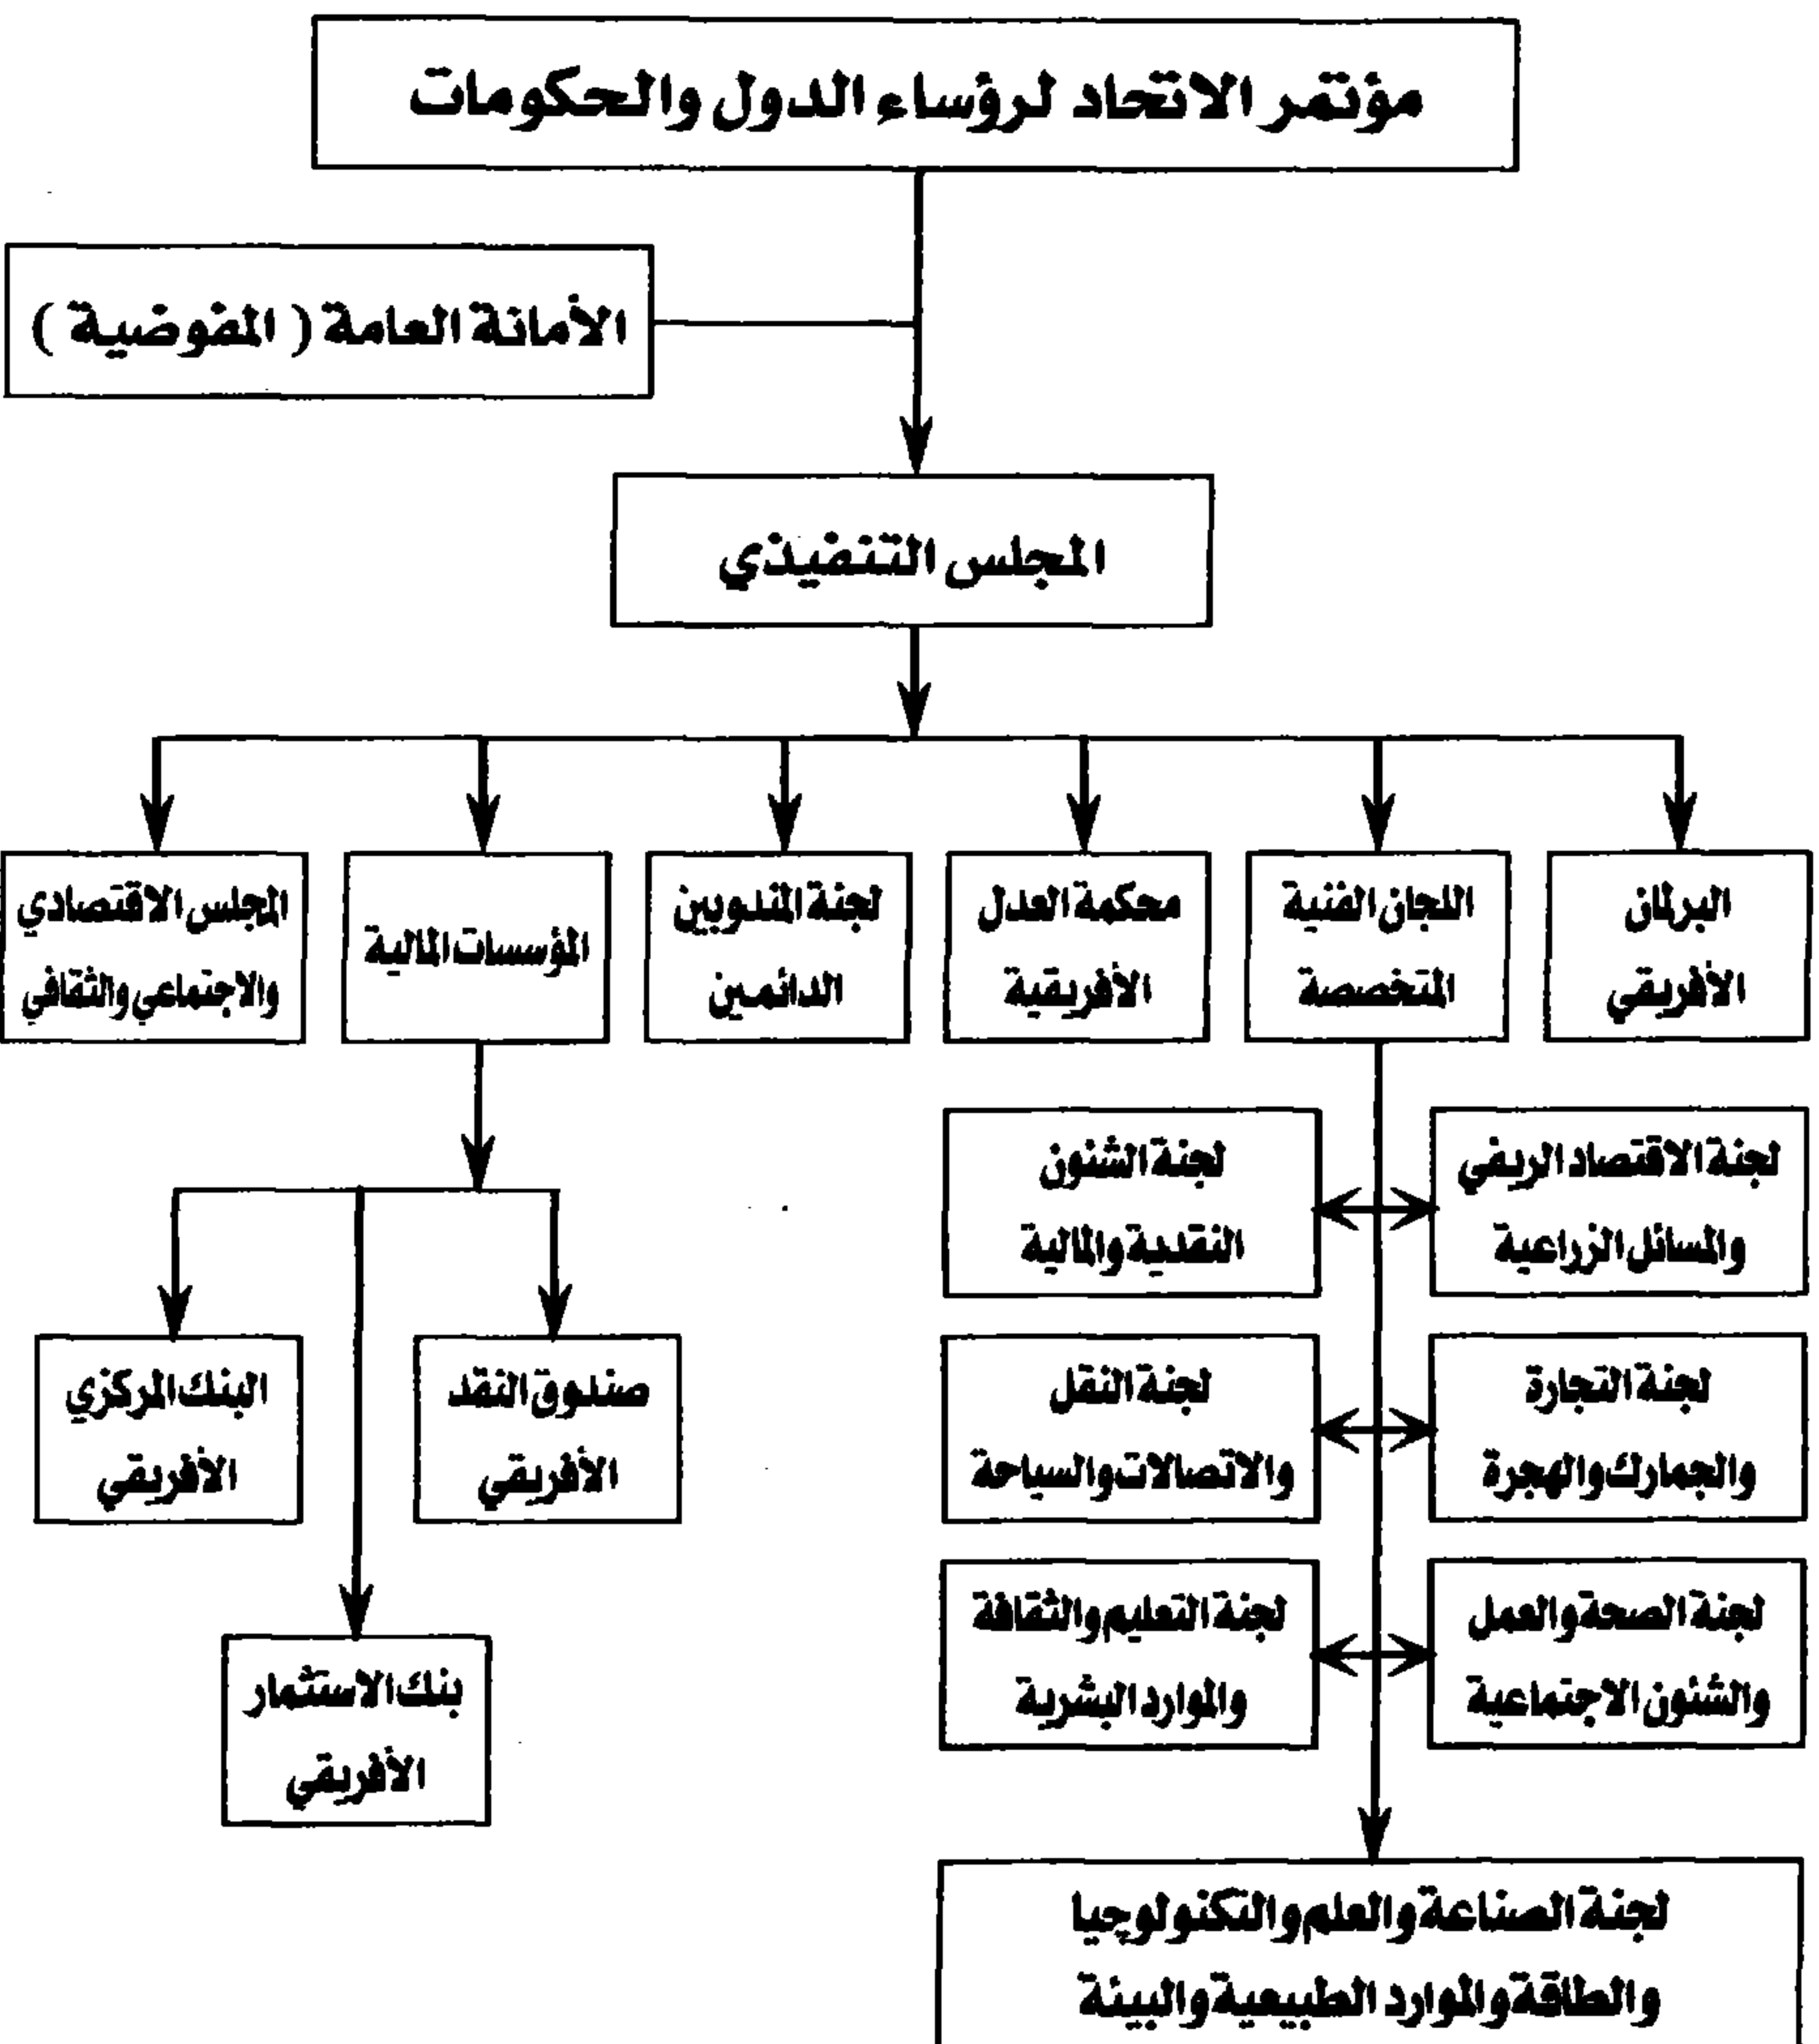 مؤتمر الاتحاد لرؤساء الدول والحكومات
الأمانة العامة ( المفوضية )
المجلس التنفيذي
البرلمان
الأفريقي
اللجان الفنية
المتخصصة
محكمة العدل
الأفريقية
لجنة المندوبين
الدائمين
المؤسسات المالية
المجلس الاقتصادي
والاجتماعي والثقافي
لجنة الاقتصاد الريفي
والمسائل الزراعية
لجنة الشئون
النقدية والمالية
لجنة التجارة
والجمارك والهجرة
لجنة النقل
والاتصالات والسياحة
لجنة الصحة والعمل
والشئون الاجتماعية
لجنة التعليم والثقافة
والموارد البشرية
لجنة الصناعة والعلم والتكنولوجيا
والطاقة والموارد الطبيعية والبيئة
صندوق النقد
الأفريقي
البنك المركزي
الأفريقي
بنك الاستثمار
الأفريقي